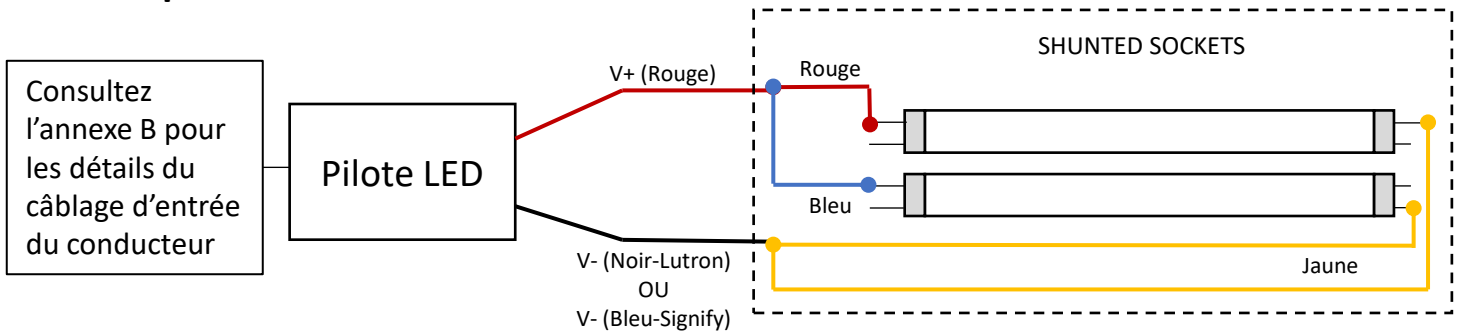 Consultez
l'annexe B pour
les détails du
câblage d'entrée
du conducteur
Pilote LED
V+ (Rouge)
V- (Noir-Lutron)
OU
V- (Bleu-Signify)
SHUNTED SOCKETS
Rouge
Bleu
Jaune